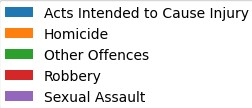 Acts Intended to Cause Injury
Homicide
Other Offences
Robbery
Sexual Assault